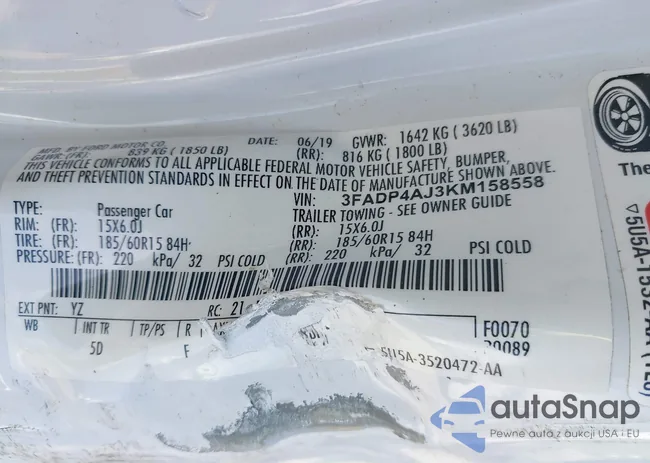 MFD. BY FORD MOTOR CO. DATE: 06/19 GVWR: 1642 KG ( 3620 LB)
GAWR: (FR): 839 KG ( 1850 LB) (RR): 816 KG ( 1800 LB)
THIS VEHICLE CONFORMS TO ALL APPLICABLE FEDERAL MOTOR VEHICLE SAFETY, BUMPER,
AND THEFT PREVENTION STANDARDS IN EFFECT ON THE DATE OF MANUFACTURE SHOWN ABOVE.
VIN: 3FADP4AJ3KM158558
TYPE: Passenger Car TRAILER TOWING - SEE OWNER GUIDE
RIM: (FR): 15X6.0J (RR): 15X6.0J
TIRE: (FR): 185/60R15 84H (RR): 185/60R15 84H
PRESSURE: (FR): 220 kPa/ 32 PSI COLD (RR): 220 kPa/ 32 PSI COLD
EXT PNT: YZ RC: 21
WB INT TR TP/PS R
5D F
F0070
5U5A-3520472-AA
The
autaSnap
Pewne auta z aukcji USA i EU